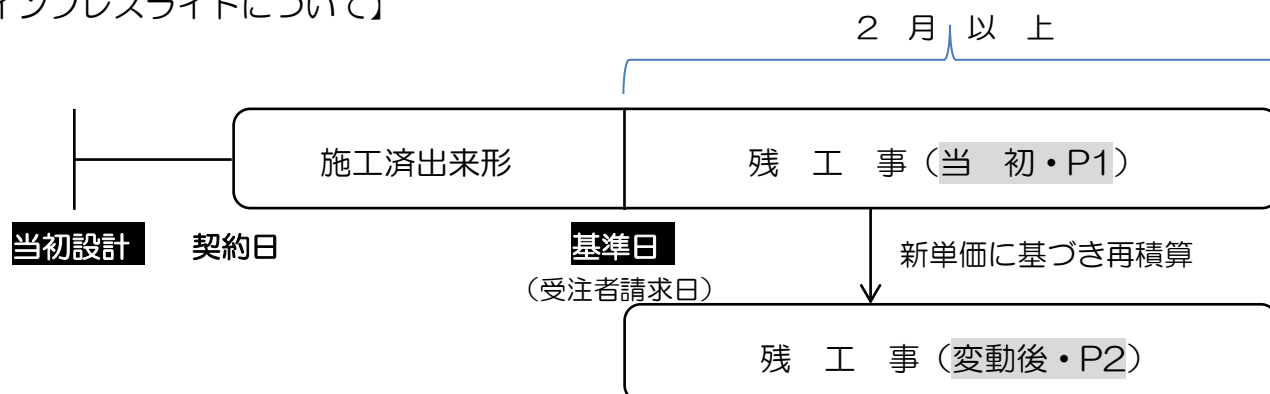 インフレスライドについて】
２　月　以　上
施工済出来形
残　工　事（当　初・P1）
当初設計
契約日
基準日
（受注者請求日）
新単価に基づき再積算
残　工　事（変動後・P2）